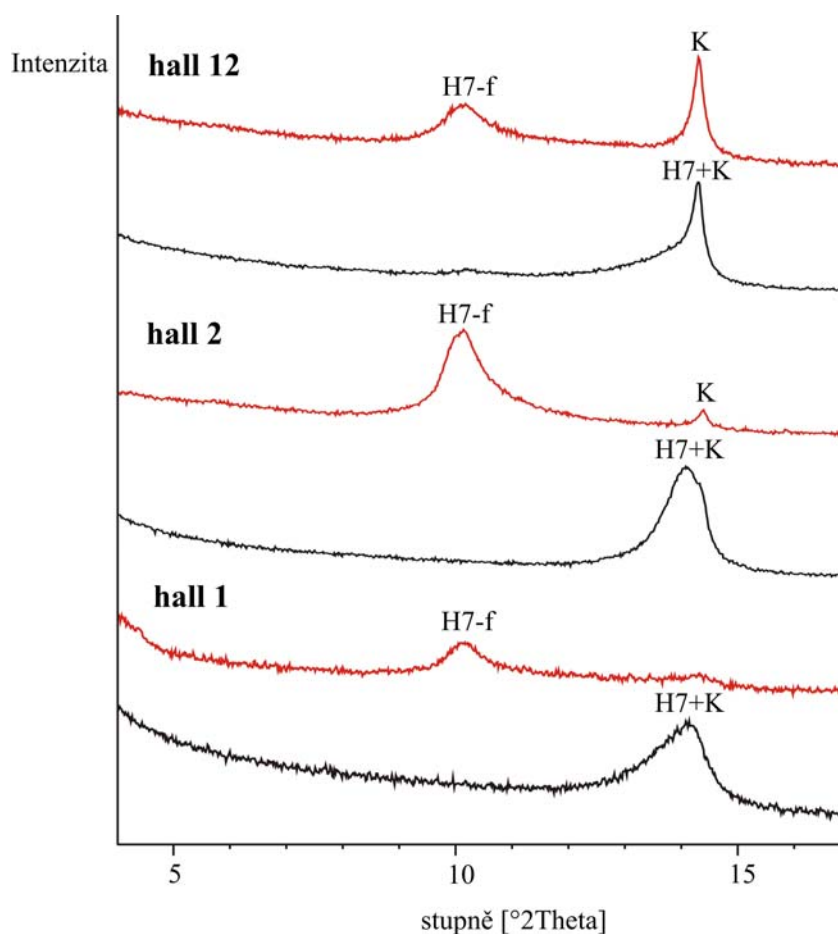 Intenzita
hall 12
H7-f
K
H7+K
hall 2
H7-f
K
H7+K
hall 1
H7-f
H7+K
5 10 15
stupně [°2Theta]